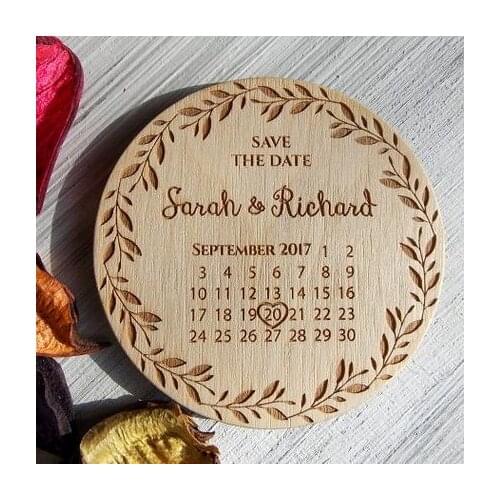 SAVE
THE DATE
Sarah & Richard
SEPTEMBER 2017 1 2
3 4 5 6 7 8 9
10 11 12 13 14 15 16
17 18 19 20 21 22 23
24 25 26 27 28 29 30